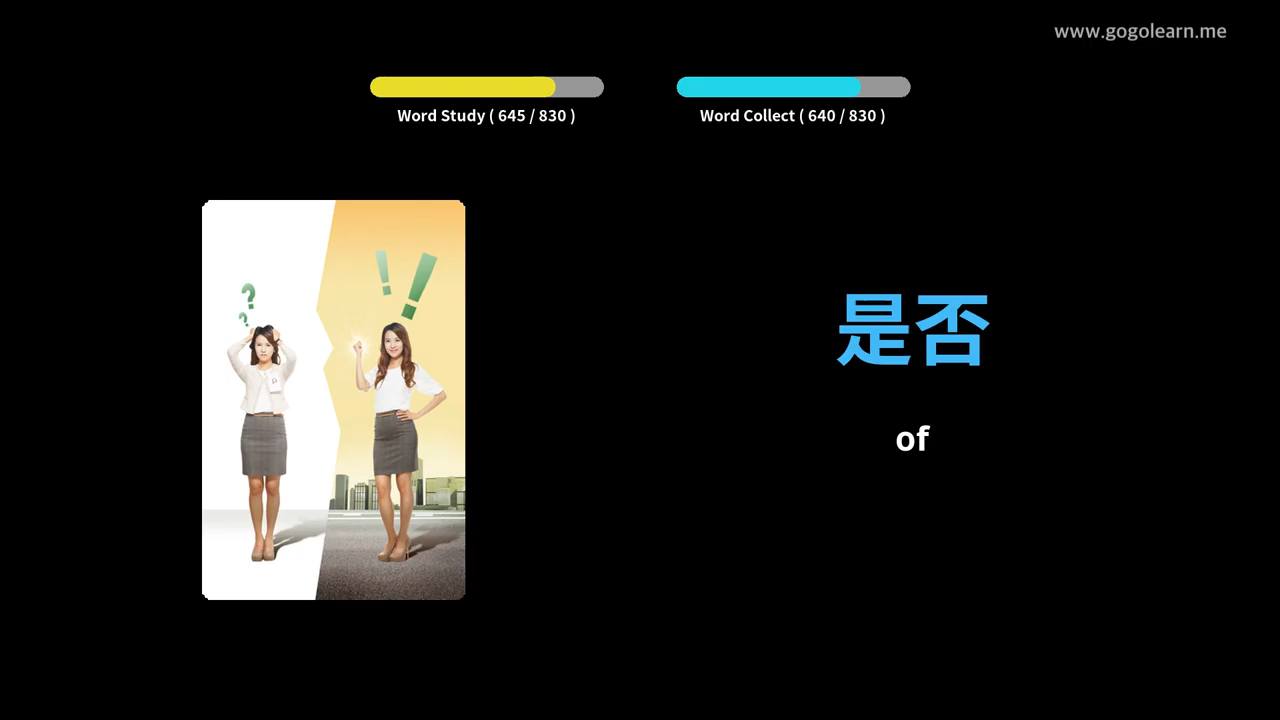 www.gogolearn.me
Word Study ( 645 / 830 )
Word Collect ( 640 / 830 )
? ?
! !
是否
of